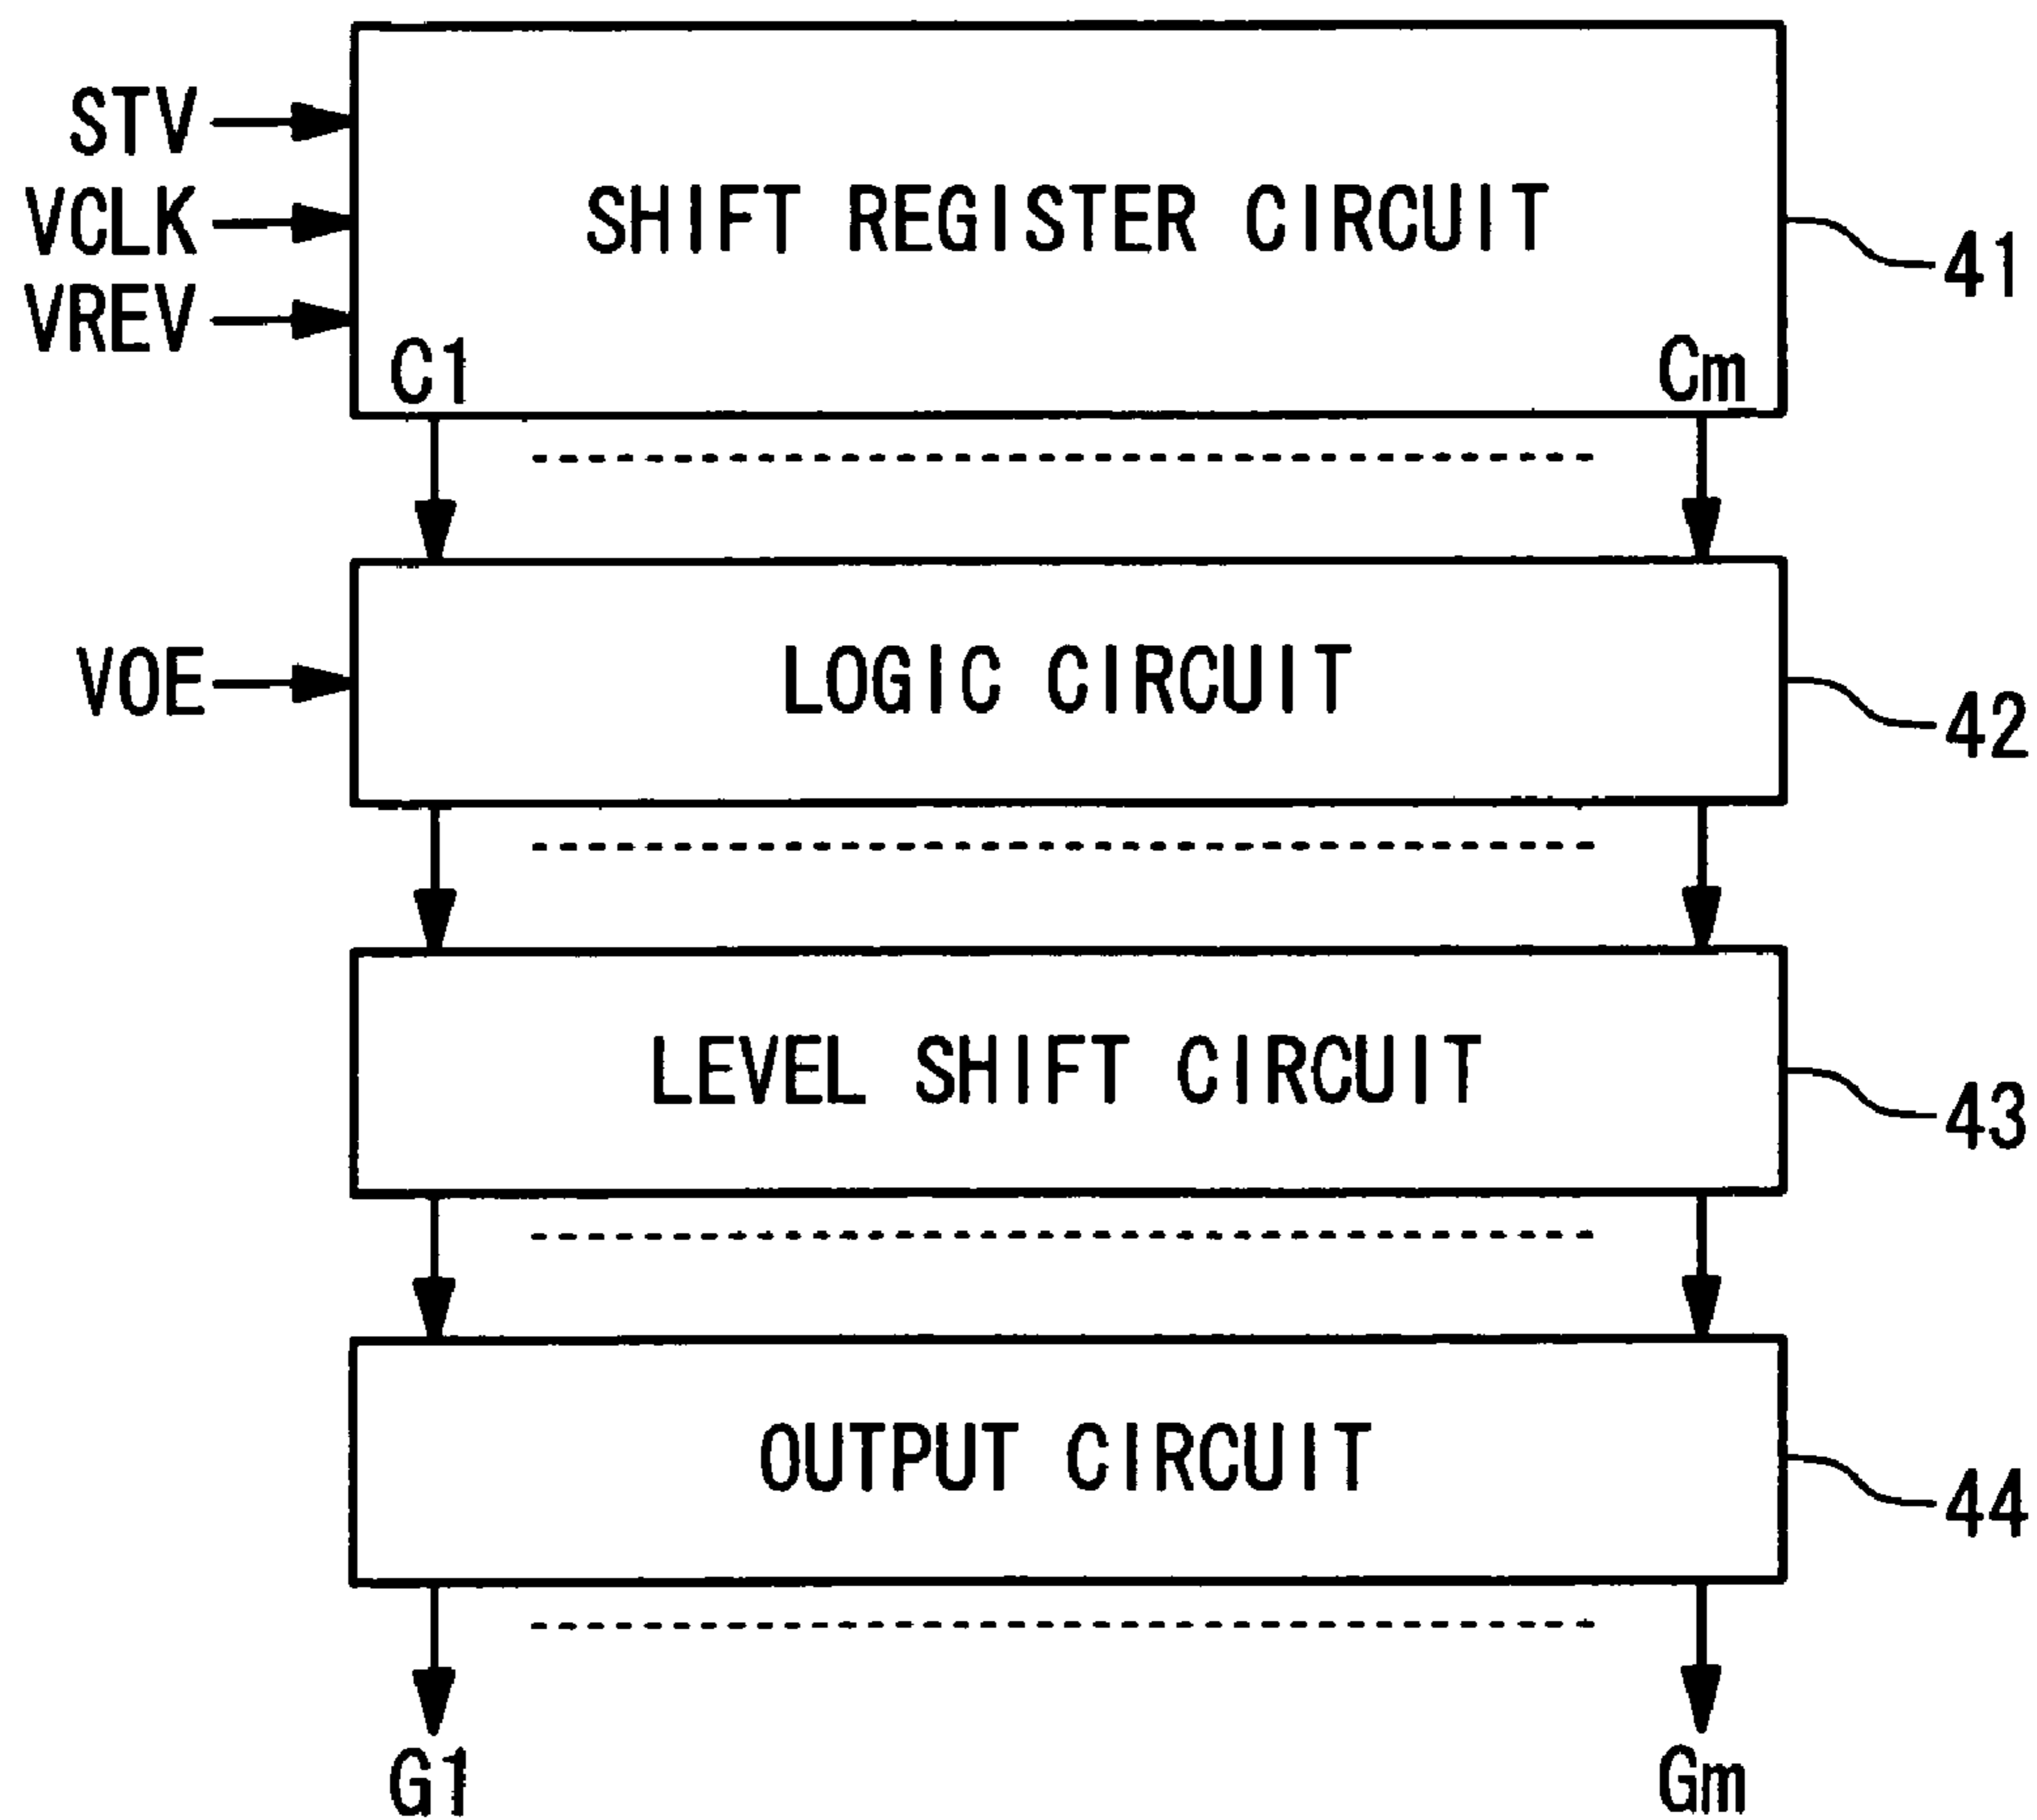 STV
VCLK
VREV
SHIFT REGISTER CIRCUIT
41
C1
Cm
VOE
LOGIC CIRCUIT
42
LEVEL SHIFT CIRCUIT
43
OUTPUT CIRCUIT
44
G1
Gm